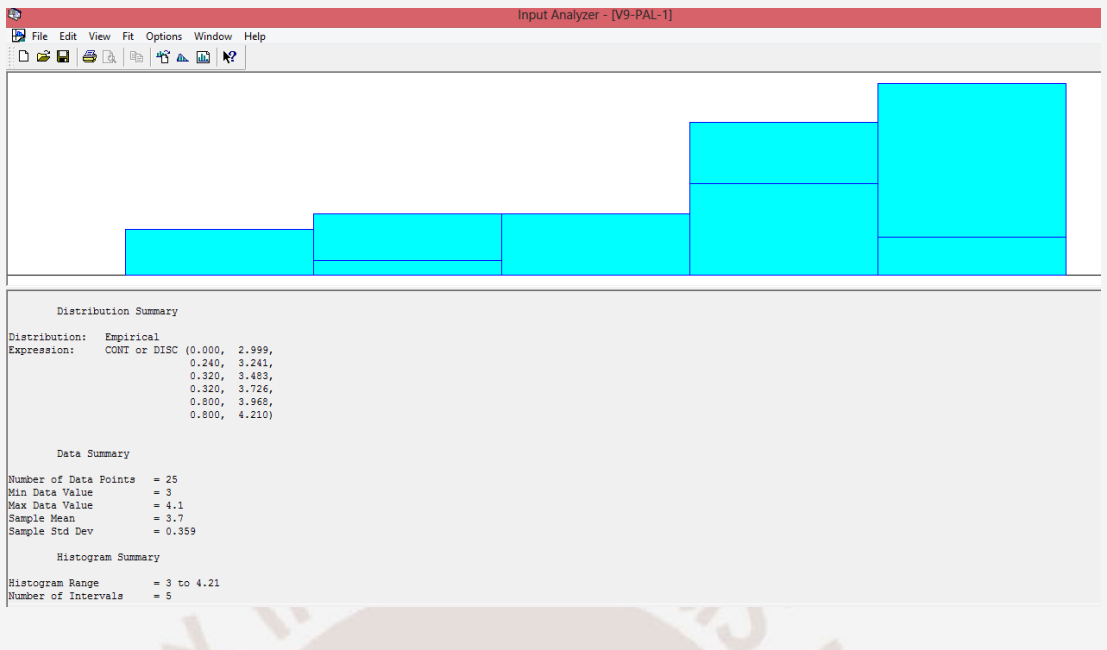 Input Analyzer - [V9-PAL-1]
File Edit View Fit Options Window Help
Distribution Summary
Distribution: Empirical
Expression: CONT or DISC (0.000, 2.999,
0.240, 3.241,
0.320, 3.483,
0.320, 3.726,
0.800, 3.968,
0.800, 4.210)
Data Summary
Number of Data Points = 25
Min Data Value = 3
Max Data Value = 4.1
Sample Mean = 3.7
Sample Std Dev = 0.359
Histogram Summary
Histogram Range = 3 to 4.21
Number of Intervals = 5